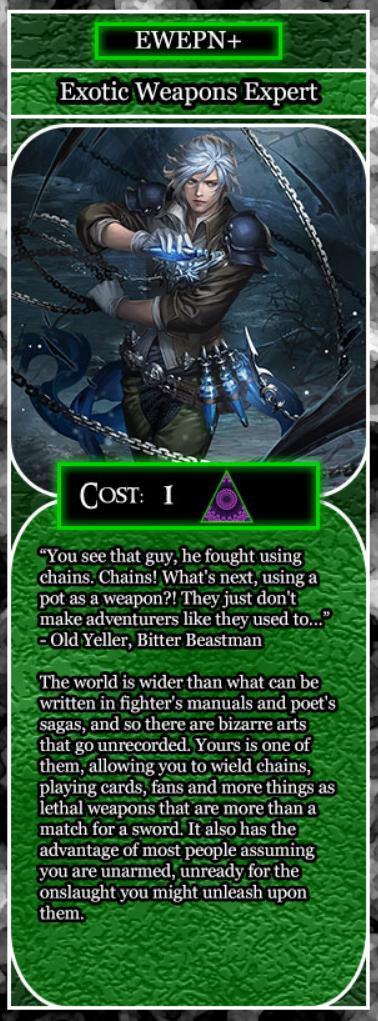 EWEPN+
Exotic Weapons Expert
Cost: 1
“You see that guy, he fought using
chains. Chains! What's next, using a
pot as a weapon?! They just don't
make adventurers like they used to...”
- Old Yeller, Bitter Beastman
The world is wider than what can be
written in fighter's manuals and poet's
sagas, and so there are bizarre arts
that go unrecorded. Yours is one of
them, allowing you to wield chains,
playing cards, fans and more things as
lethal weapons that are more than a
match for a sword. It also has the
advantage of most people assuming
you are unarmed, unready for the
onslaught you might unleash upon
them.